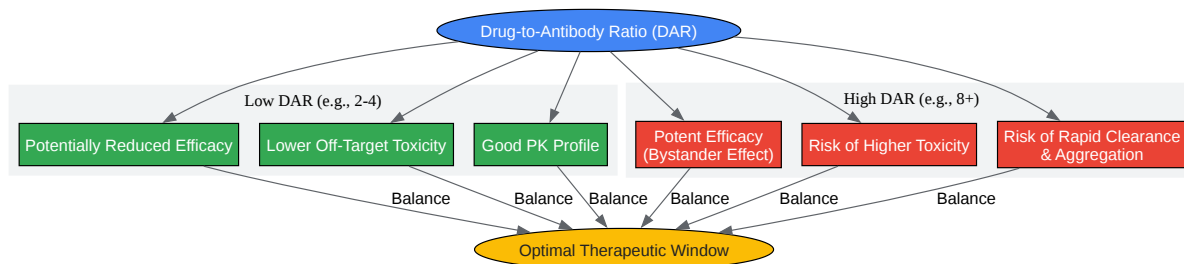 Drug-to-Antibody Ratio (DAR)
Low DAR (e.g., 2-4)
High DAR (e.g., 8+)
Potentially Reduced Efficacy
Lower Off-Target Toxicity
Good PK Profile
Potent Efficacy
(Bystander Effect)
Risk of Higher Toxicity
Risk of Rapid Clearance
& Aggregation
Balance
Balance
Balance
Balance
Balance
Balance
Optimal Therapeutic Window